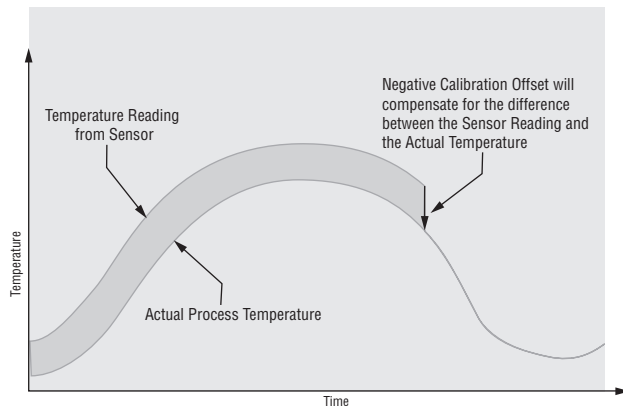 Negative Calibration Offset will
compensate for the difference
between the Sensor Reading and
the Actual Temperature
Temperature Reading
from Sensor
Temperature
Actual Process Temperature
Time